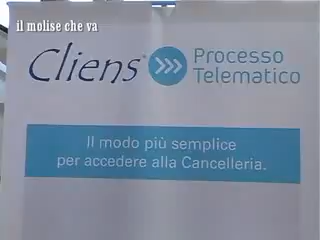 il molise che va
Cliens
Processo
Telematico
Il modo più semplice
per accedere alla Cancelleria.